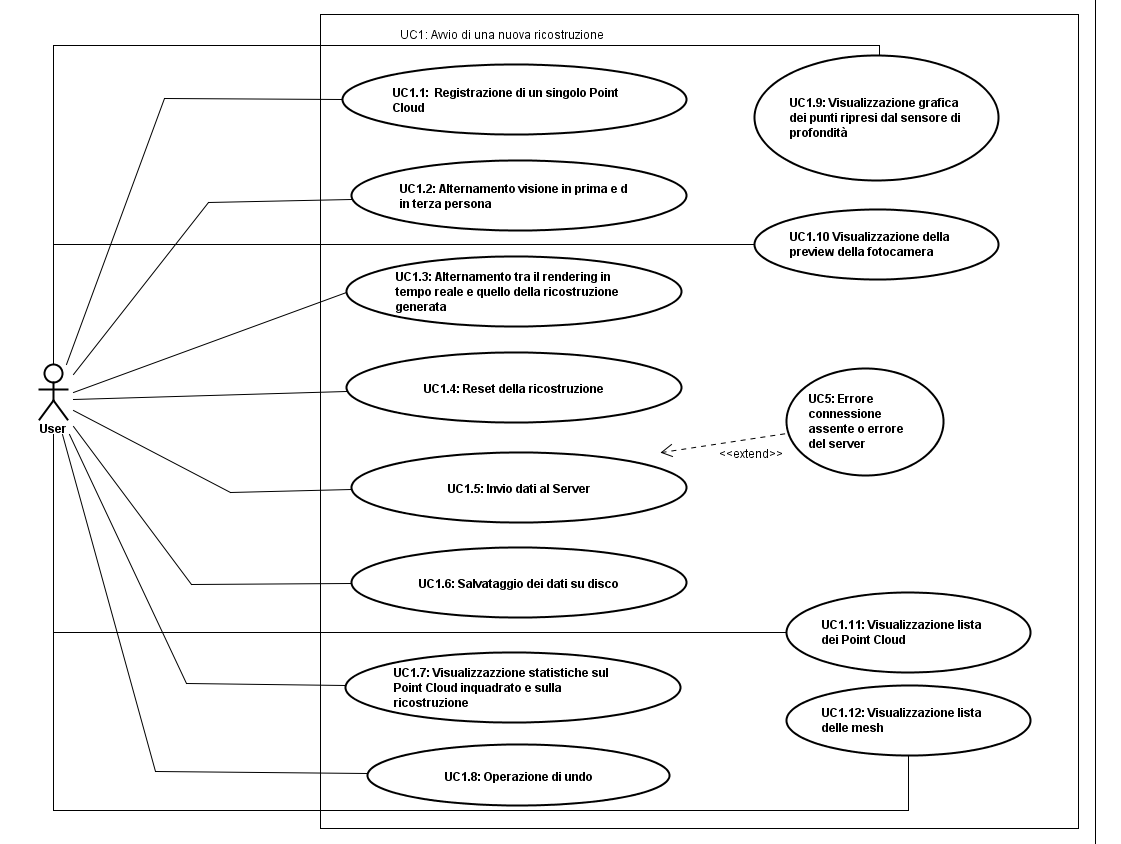 UC1: Avvio di una nuova ricostruzione
UC1.1:  Registrazione di un singolo Point
Cloud
UC1.9: Visualizzazione grafica
dei punti ripresi dal sensore di
profondità
UC1.2: Alternamento visione in prima e d
in terza persona
UC1.10 Visualizzazione della
preview della fotocamera
UC1.3: Alternamento tra il rendering in
tempo reale e quello della ricostruzione
generata
UC1.4: Reset della ricostruzione
UC5: Errore
connessione
assente o errore
del server
User
<<extend>>
UC1.5: Invio dati al Server
UC1.6: Salvataggio dei dati su disco
UC1.11: Visualizzazione lista
dei Point Cloud
UC1.7: Visualizzazzione statistiche sul
Point Cloud inquadrato e sulla
ricostruzione
UC1.12: Visualizzazione lista
delle mesh
UC1.8: Operazione di undo